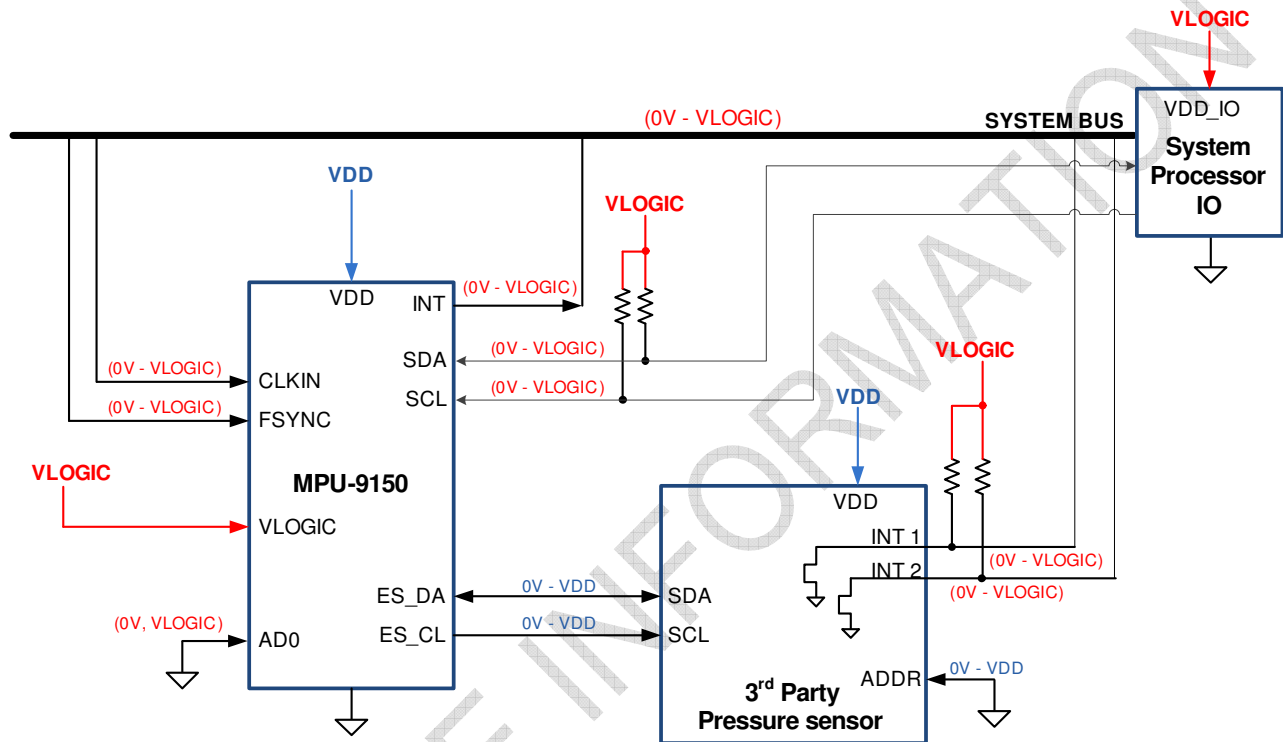 VLOGIC
VDD_IO
System
Processor
IO
(0V - VLOGIC)
SYSTEM BUS
VDD
VLOGIC
VDD
INT
(0V - VLOGIC)
SDA
(0V - VLOGIC)
SCL
(0V - VLOGIC)
(0V - VLOGIC)
CLKIN
(0V - VLOGIC)
FSYNC
VLOGIC
VLOGIC
MPU-9150
VLOGIC
VDD
VDD
INT 1
(0V - VLOGIC)
INT 2
(0V - VLOGIC)
ES_DA
0V - VDD
SDA
ES_CL
0V - VDD
SCL
(0V, VLOGIC)
AD0
ADDR
0V - VDD
3rd Party
Pressure sensor
E INFORMATION